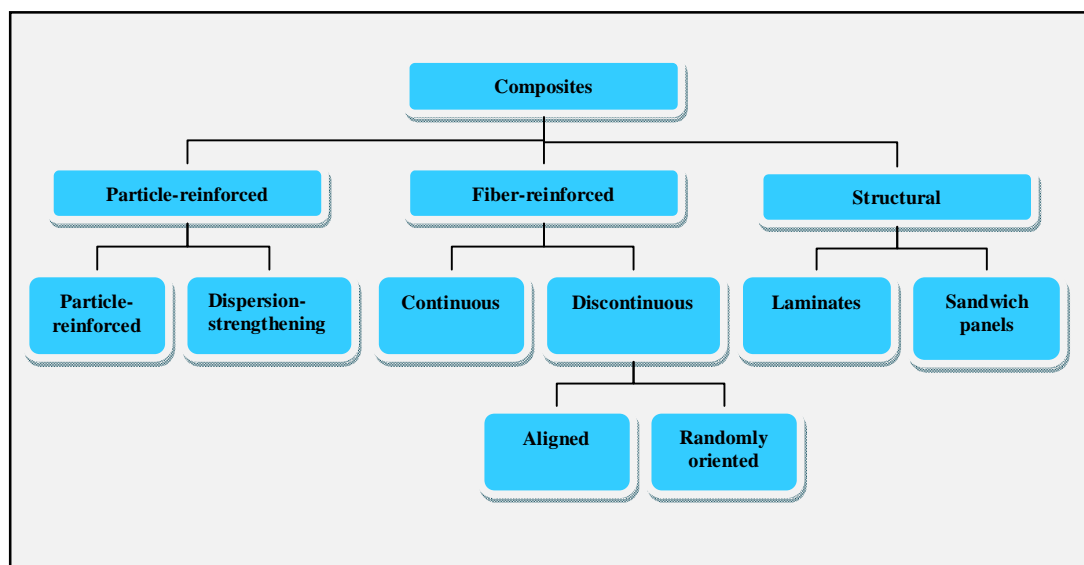 Composites
Particle-reinforced
Fiber-reinforced
Structural
Particle-
reinforced
Dispersion-
strengthening
Continuous
Discontinuous
Laminates
Sandwich
panels
Aligned
Randomly
oriented